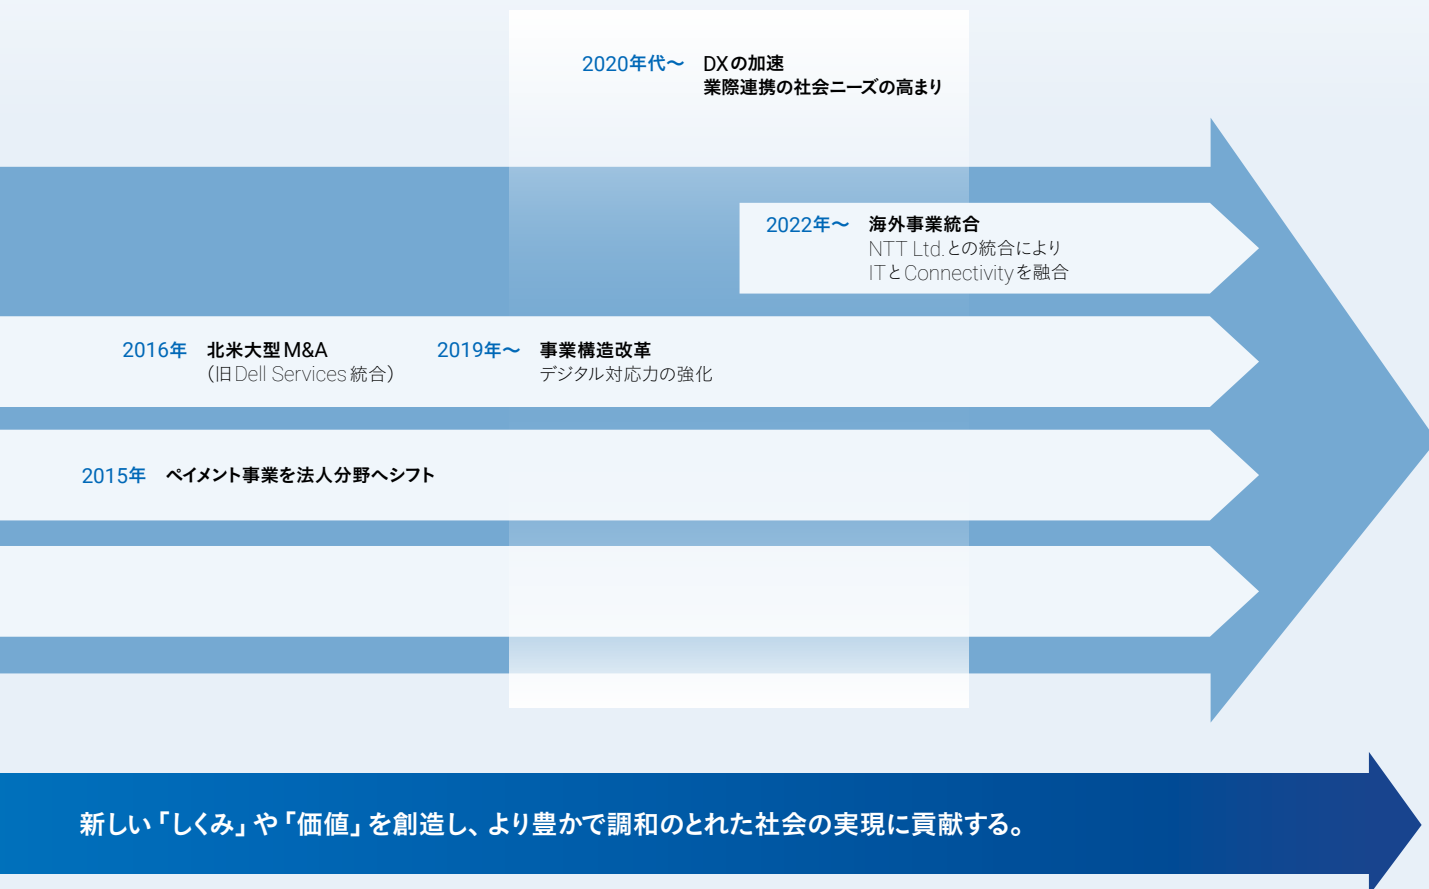 2020年代～ DXの加速
業際連携の社会ニーズの高まり
2022年～ 海外事業統合
NTT Ltd.との統合により
ITとConnectivityを融合
2016年 北米大型M&A
（旧Dell Services統合）
2019年～ 事業構造改革
デジタル対応力の強化
2015年 ペイメント事業を法人分野へシフト
新しい「しくみ」や「価値」を創造し、より豊かで調和のとれた社会の実現に貢献する。